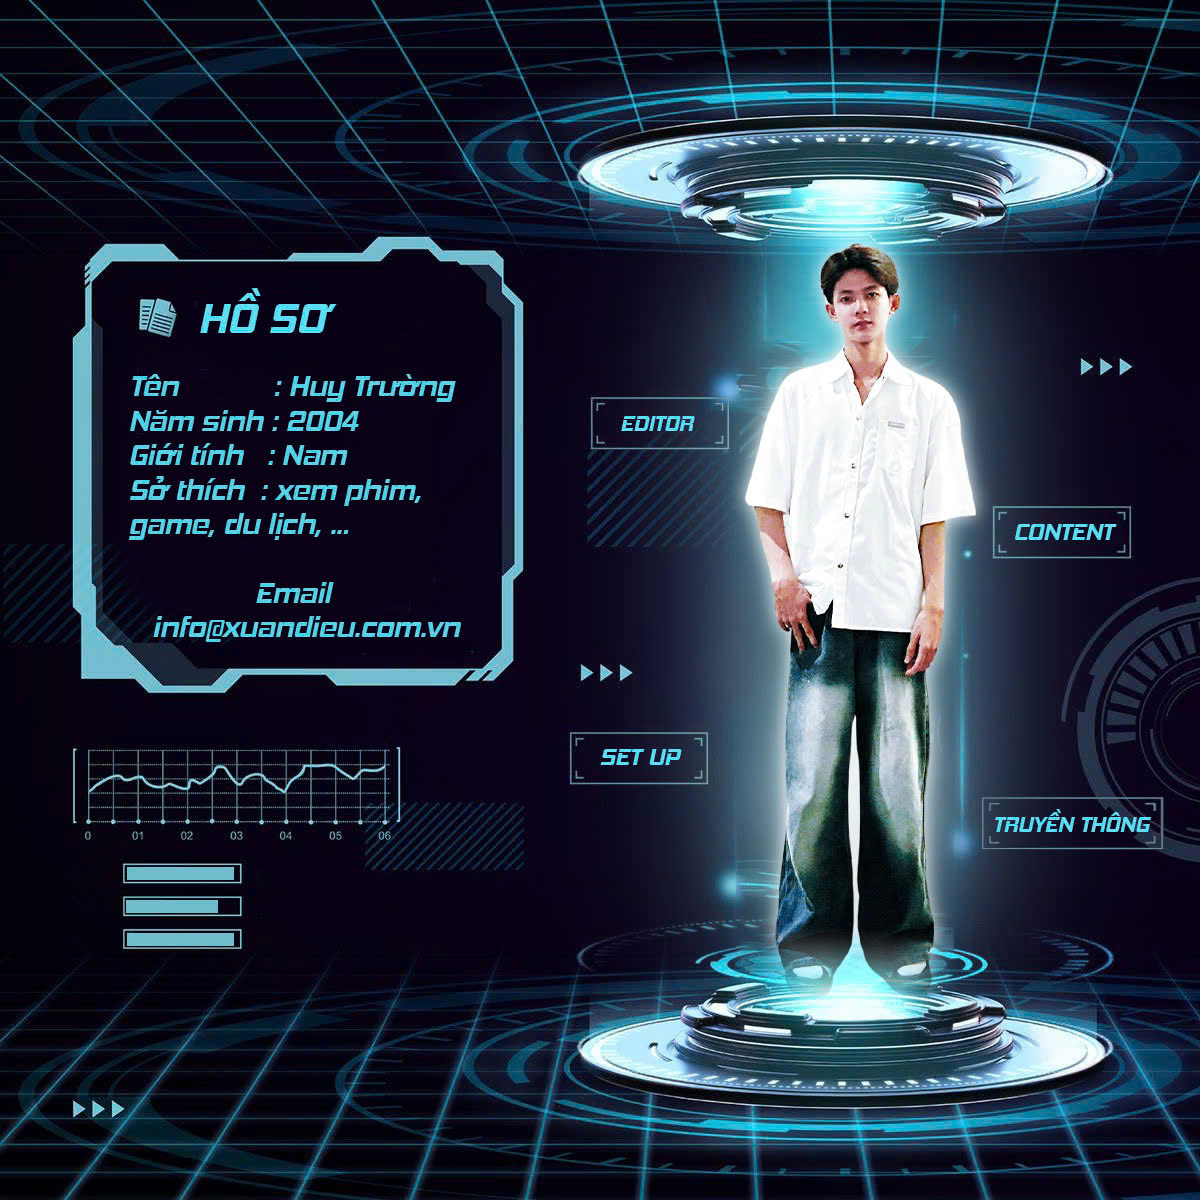 HỒ SƠ
Tên : Huy Trường
Năm sinh : 2004
Giới tính : Nam
Sở thích : xem phim,
game, du lịch, ...
Email
info@xuandieu.com.vn
EDITOR
CONTENT
SET UP
TRUYỀN THÔNG
0 01 02 03 04 05 06